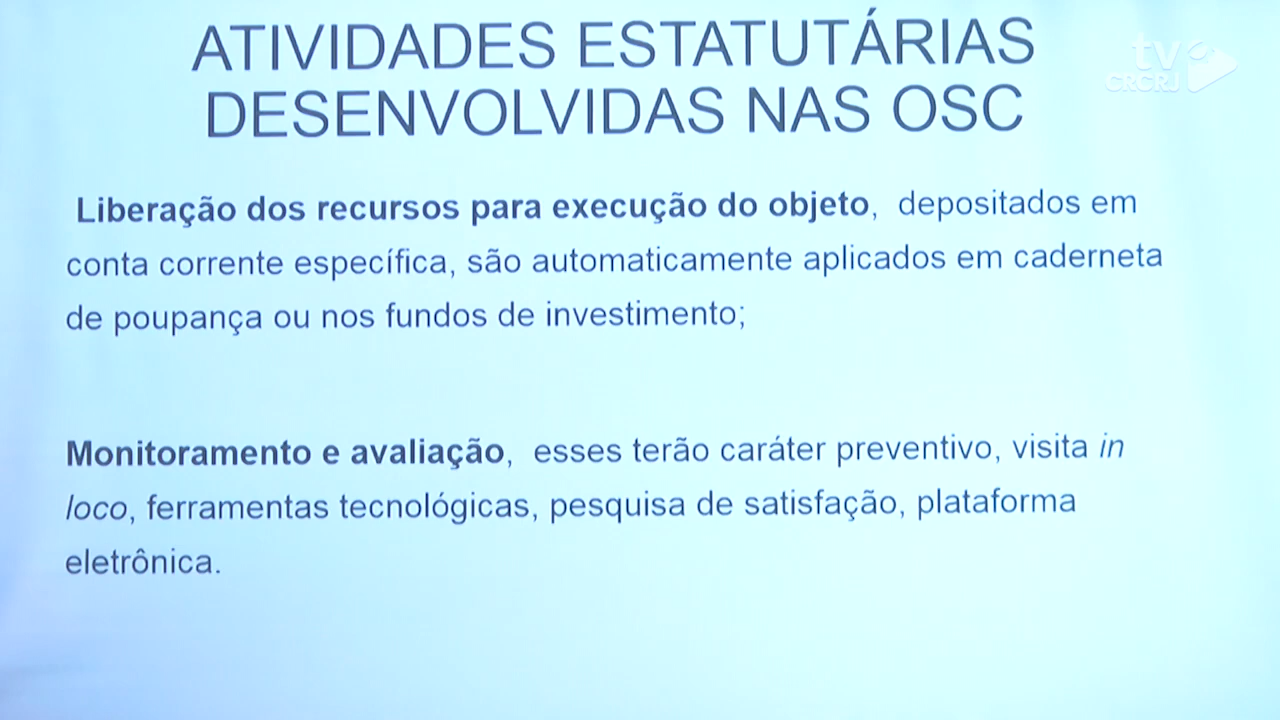 ATIVIDADES ESTATUTÁRIAS
DESENVOLVIDAS NAS OSC
tv
CRCRJ
Liberação dos recursos para execução do objeto, depositados em
conta corrente específica, são automaticamente aplicados em caderneta
de poupança ou nos fundos de investimento;
Monitoramento e avaliação, esses terão caráter preventivo, visita in
loco, ferramentas tecnológicas, pesquisa de satisfação, plataforma
eletrônica.